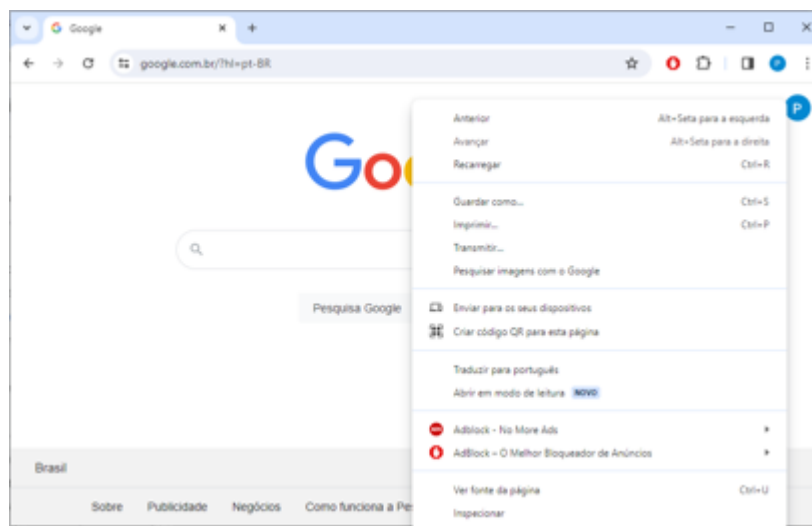 Google
google.com.br/?hl=pt-BR
P
P
Goo
Anterior Alt+Seta para a esquerda
Avançar Alt+Seta para a direita
Recarregar Ctrl+R
Guardar como... Ctrl+S
Imprimir... Ctrl+P
Transmitir...
Pesquisar imagens com o Google
Pesquisa Google
Enviar para os seus dispositivos
Criar código QR para esta página
Traduzir para português
Abrir em modo de leitura NOVO
Adblock - No More Ads
AdBlock – O Melhor Bloqueador de Anúncios
Brasil
Ver fonte da página Ctrl+U
Sobre Publicidade Negócios Como funciona a Pe
Inspecionar